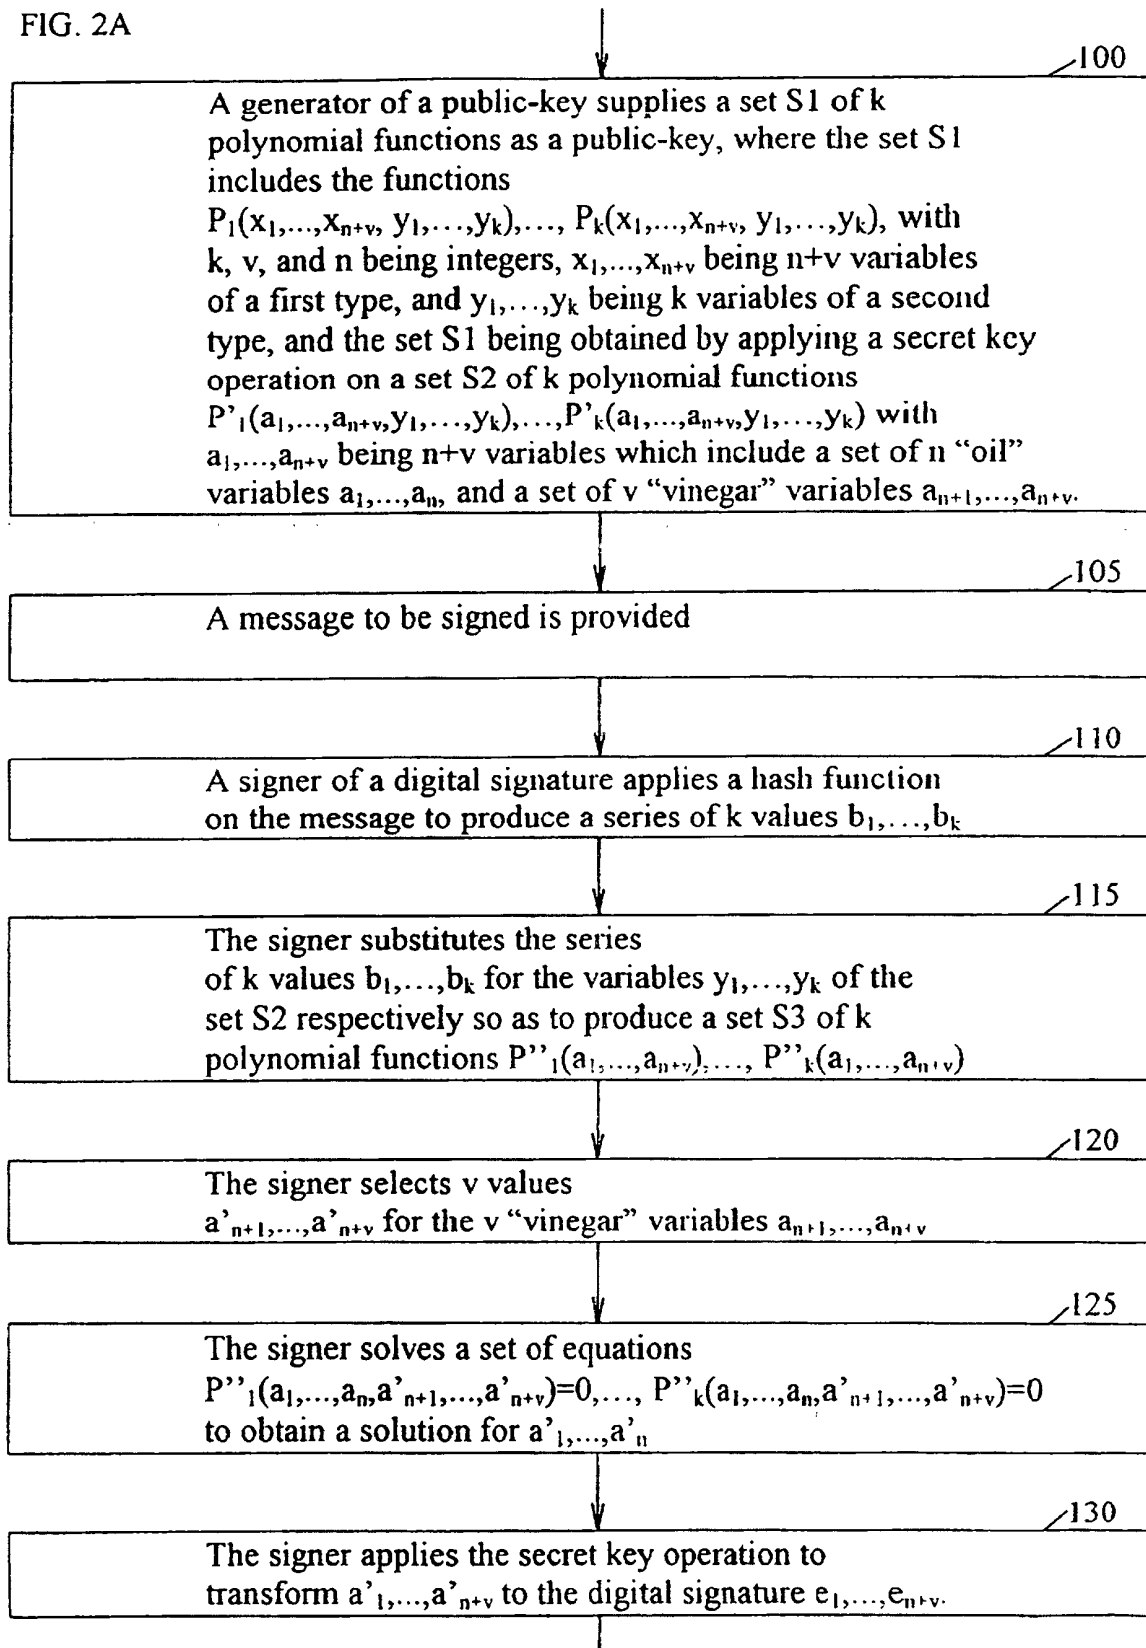 FIG. 2A
100
A generator of a public-key supplies a set S1 of k
polynomial functions as a public-key, where the set S1
includes the functions
P₁(x₁,...,xₙ₊ᵥ, y₁,...,yₖ),..., Pₖ(x₁,...,xₙ₊ᵥ, y₁,...,yₖ), with
k, v, and n being integers, x₁,...,xₙ₊ᵥ being n+v variables
of a first type, and y₁,...,yₖ being k variables of a second
type, and the set S1 being obtained by applying a secret key
operation on a set S2 of k polynomial functions
P’₁(a₁,...,aₙ₊ᵥ,y₁,...,yₖ),...,P’ₖ(a₁,...,aₙ₊ᵥ,y₁,...,yₖ) with
a₁,...,aₙ₊ᵥ being n+v variables which include a set of n “oil”
variables a₁,...,aₙ, and a set of v “vinegar” variables aₙ₊₁,...,aₙ₊ᵥ.
105
A message to be signed is provided
110
A signer of a digital signature applies a hash function
on the message to produce a series of k values b₁,...,bₖ
115
The signer substitutes the series
of k values b₁,...,bₖ for the variables y₁,...,yₖ of the
set S2 respectively so as to produce a set S3 of k
polynomial functions P’’₁(a₁,...,aₙ₊ᵥ),..., P’’ₖ(a₁,...,aₙ₊ᵥ)
120
The signer selects v values
a’ₙ₊₁,...,a’ₙ₊ᵥ for the v “vinegar” variables aₙ₊₁,...,aₙ₊ᵥ
125
The signer solves a set of equations
P’’₁(a₁,...,aₙ,a’ₙ₊₁,...,a’ₙ₊ᵥ)=0,..., P’’ₖ(a₁,...,aₙ,a’ₙ₊₁,...,a’ₙ₊ᵥ)=0
to obtain a solution for a’₁,...,a’ₙ
130
The signer applies the secret key operation to
transform a’₁,...,a’ₙ₊ᵥ to the digital signature e₁,...,eₙ₊ᵥ.